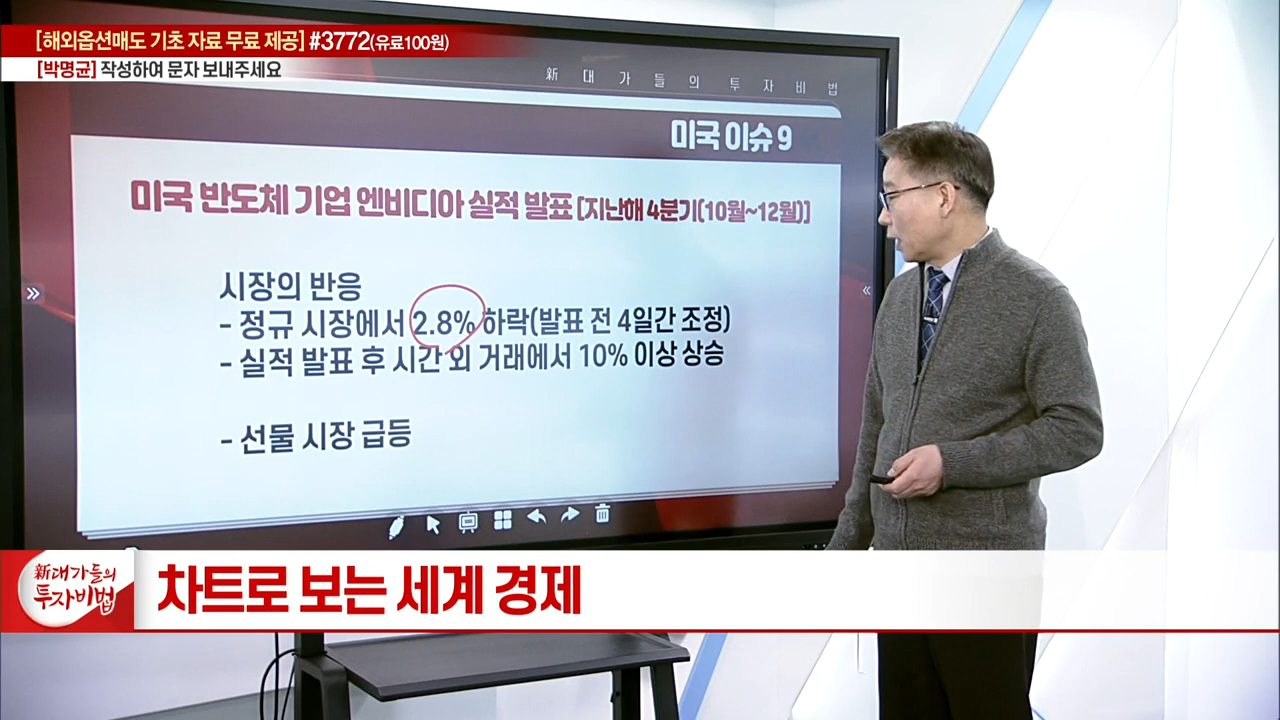 [해외옵션매도 기초 자료 무료 제공] #3772(유료100원)
[박명균] 작성하여 문자 보내주세요
新 대 가 들 의 투 자 비 법
미국 이슈 9
미국 반도체 기업 엔비디아 실적 발표 [지난해 4분기(10월~12월)]
시장의 반응
- 정규 시장에서 2.8% 하락(발표 전 4일간 조정)
- 실적 발표 후 시간 외 거래에서 10% 이상 상승
- 선물 시장 급등
新대가들의
투자비법
차트로 보는 세계 경제